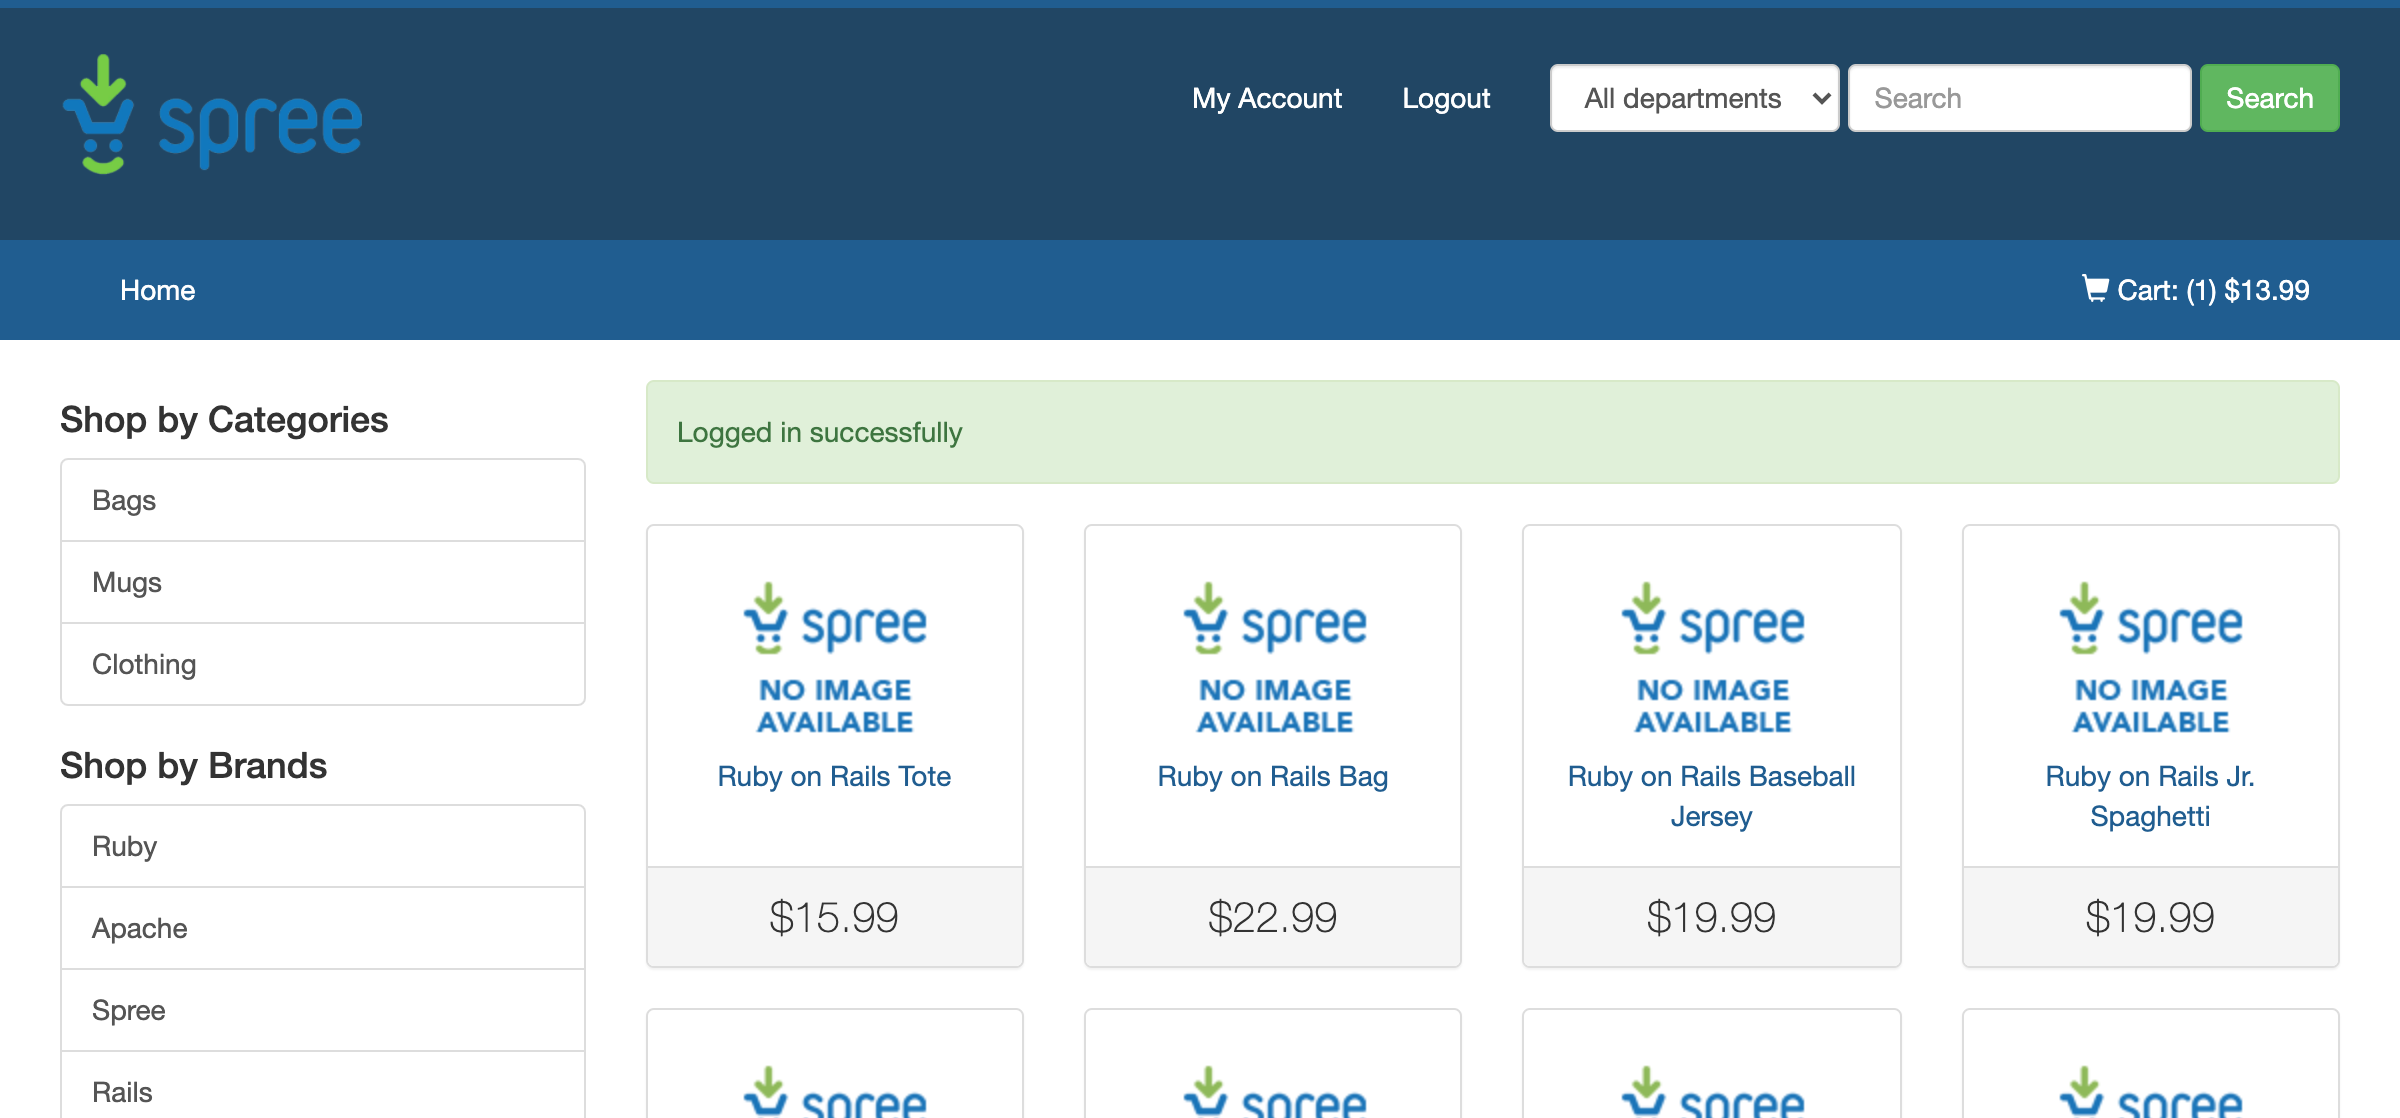 spree
My Account Logout All departments Search Search
Home Cart: (1) $13.99
Shop by Categories
Bags
Mugs
Clothing
Shop by Brands
Ruby
Apache
Spree
Rails
Logged in successfully
spree
NO IMAGE
AVAILABLE
Ruby on Rails Tote
$15.99
spree
NO IMAGE
AVAILABLE
Ruby on Rails Bag
$22.99
spree
NO IMAGE
AVAILABLE
Ruby on Rails Baseball
Jersey
$19.99
spree
NO IMAGE
AVAILABLE
Ruby on Rails Jr.
Spaghetti
$19.99
spree
spree
spree
spree